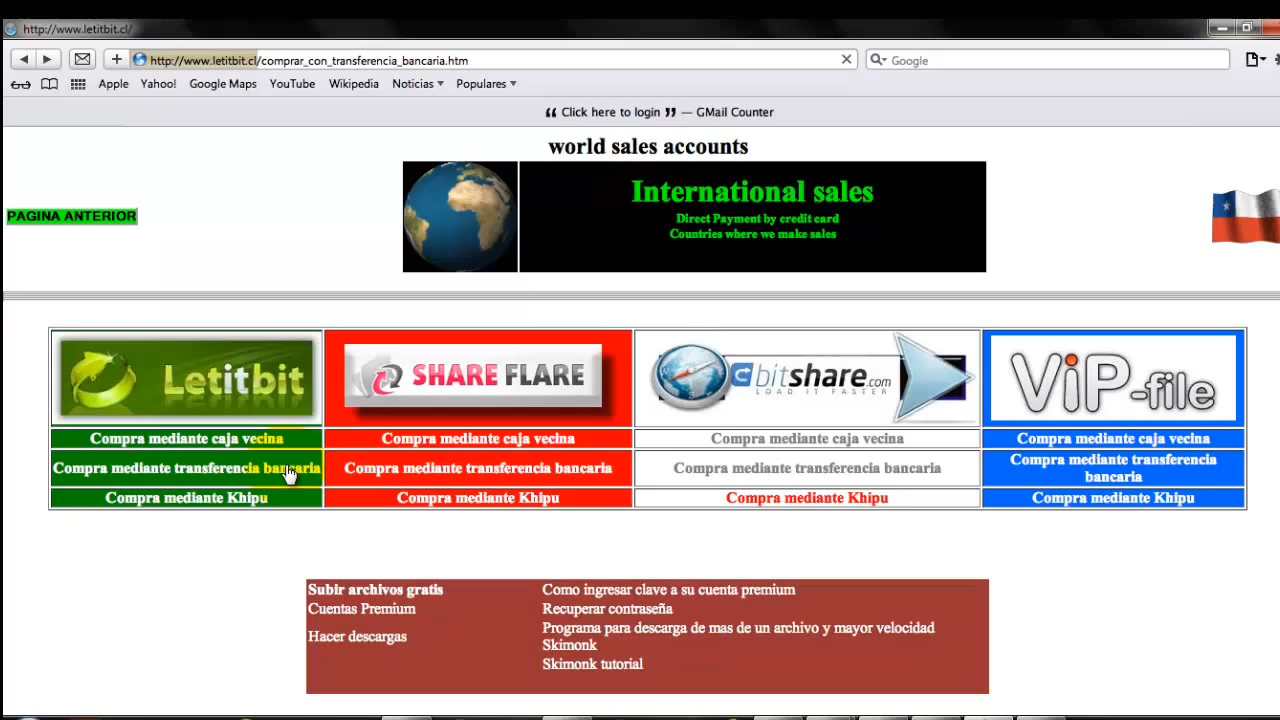 http://www.letitbit.cl/
http://www.letitbit.cl/comprar_con_transferencia_bancaria.htm
Google
Apple Yahoo! Google Maps YouTube Wikipedia Noticias Populares
“ Click here to login ” — GMail Counter
world sales accounts
International sales
Direct Payment by credit card
Countries where we make sales
PAGINA ANTERIOR
Letitbit SHARE FLARE bitshare.com ViP-file
LOAD IT FASTER
Compra mediante caja vecina Compra mediante caja vecina Compra mediante caja vecina Compra mediante caja vecina
Compra mediante transferencia bancaria Compra mediante transferencia bancaria Compra mediante transferencia bancaria Compra mediante transferencia
bancaria
Compra mediante Khipu Compra mediante Khipu Compra mediante Khipu Compra mediante Khipu
Subir archivos gratis Como ingresar clave a su cuenta premium
Cuentas Premium Recuperar contraseña
Hacer descargas Programa para descarga de mas de un archivo y mayor velocidad
Skimonk
Skimonk tutorial